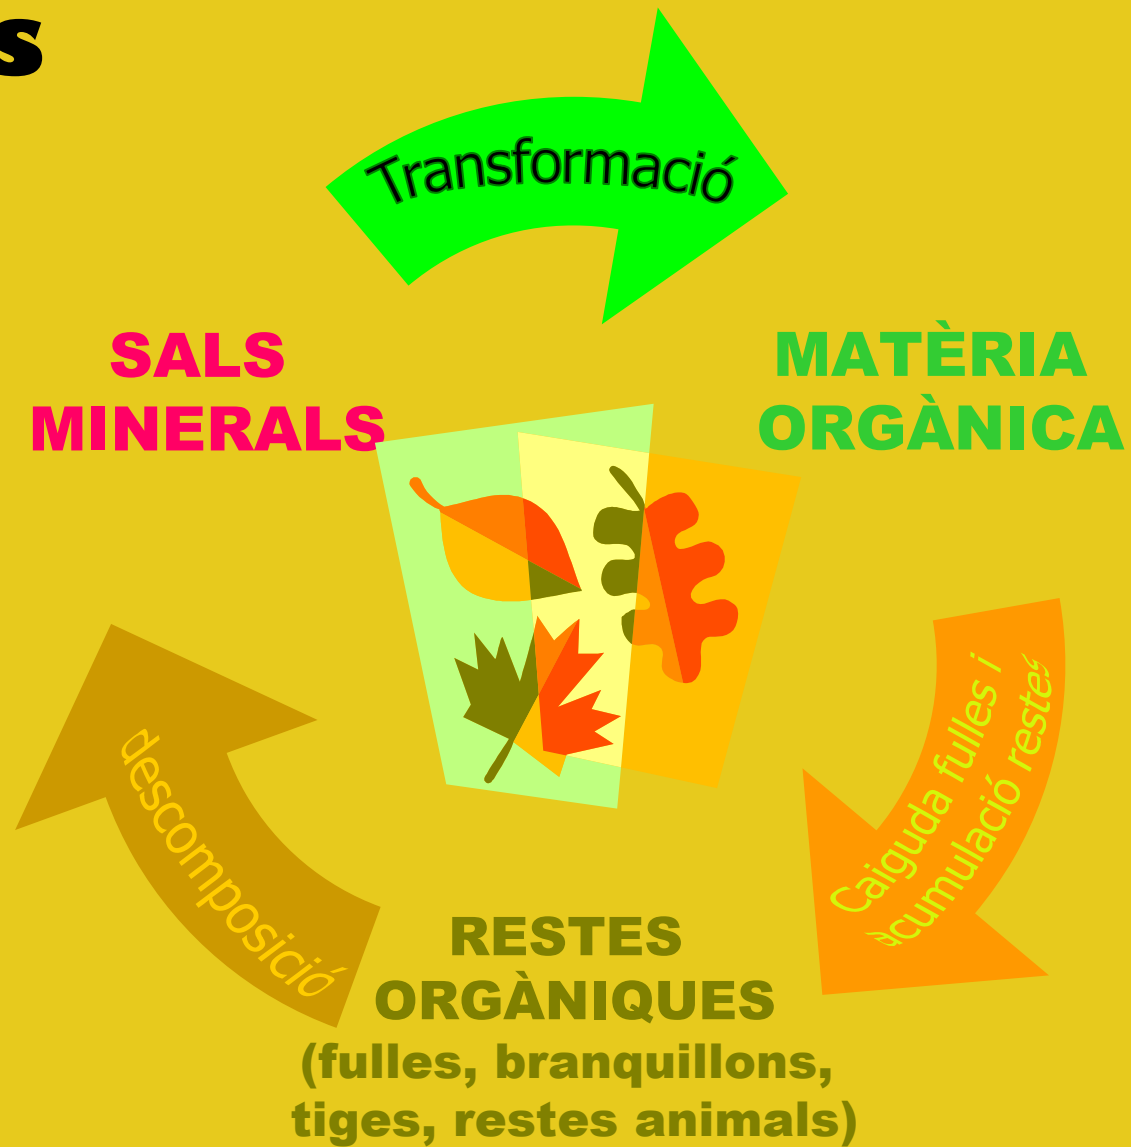 s
Transformació
SALS
MINERALS
MATÈRIA
ORGÀNICA
Caiguda fulles i
acumulació restes
descomposició
RESTES
ORGÀNIQUES
(fulles, branquillons,
tiges, restes animals)